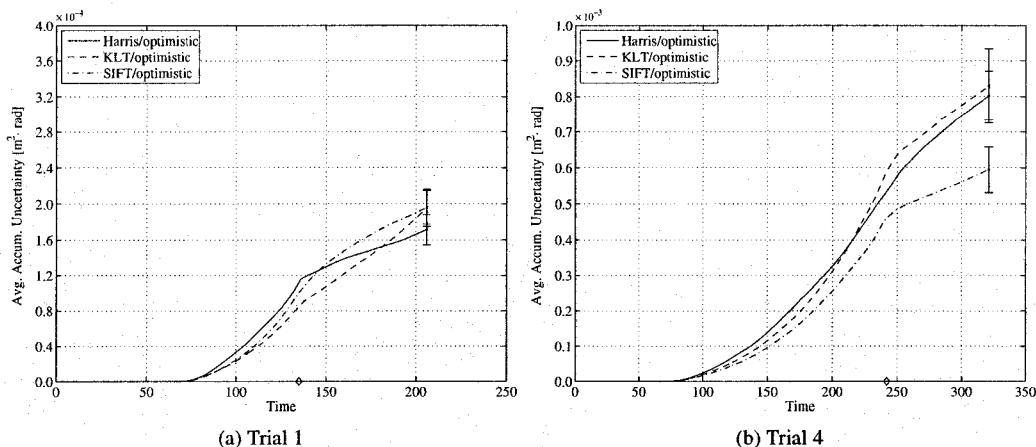 ×10⁻⁴
4.0
3.6
3.2
2.8
2.4
2.0
1.6
1.2
0.8
0.4
0.0
Avg. Accum. Uncertainty [m²· rad]
Harris/optimistic
KLT/optimistic
SIFT/optimistic
0 50 100 150 200 250
Time
(a) Trial 1
×10⁻³
1.0
0.9
0.8
0.7
0.6
0.5
0.4
0.3
0.2
0.1
0.0
Avg. Accum. Uncertainty [m²· rad]
Harris/optimistic
KLT/optimistic
SIFT/optimistic
0 50 100 150 200 250 300 350
Time
(b) Trial 4